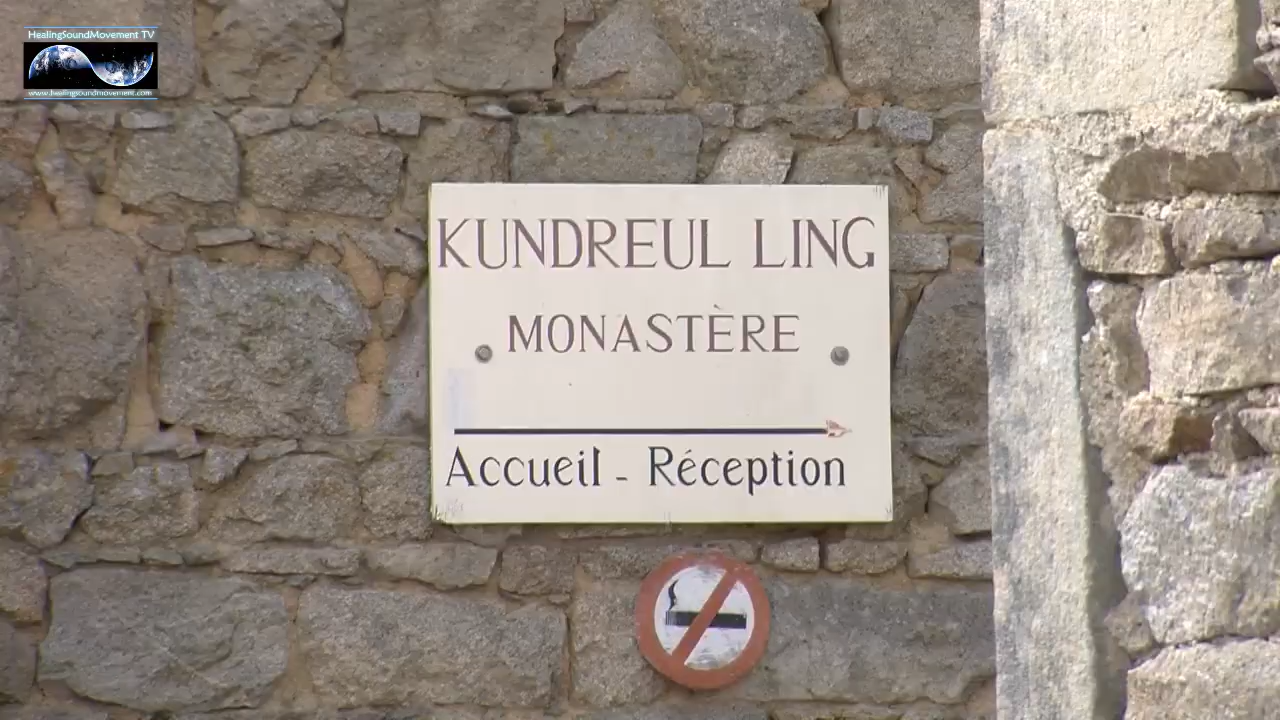 HealingSoundMovement TV
www.healingsoundmovement.com
KUNDREUL LING
MONASTÈRE
Accueil - Réception